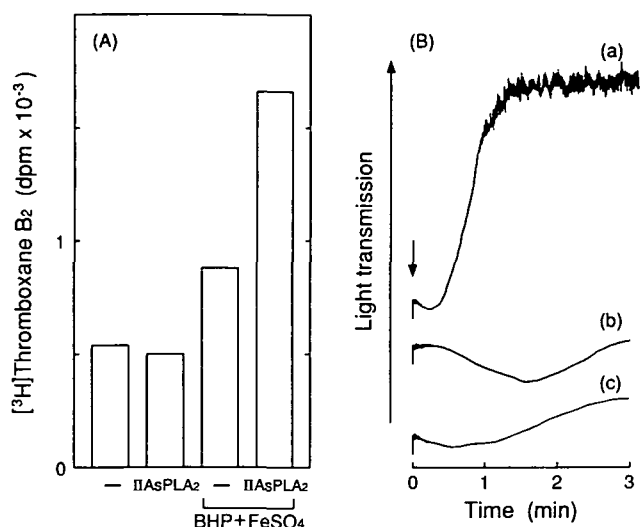 (A)
[³H]Thromboxane B₂ (dpm x 10⁻³)
1
0
– IIAsPLA₂ – IIAsPLA₂
BHP+FeSO₄
(B)
(a)
Light transmission
(b)
(c)
0 1 2 3
Time (min)